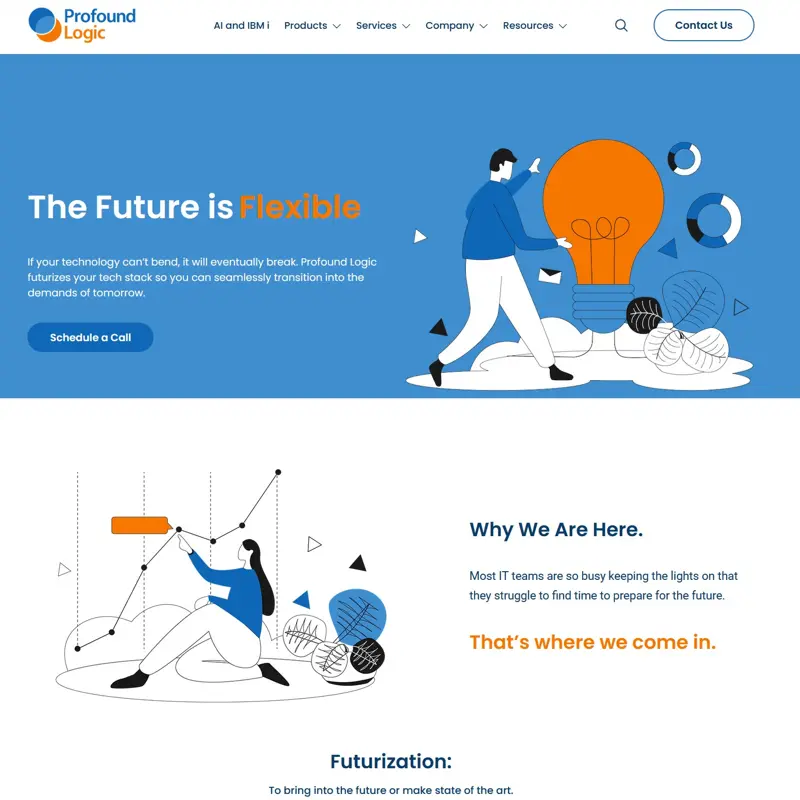 Profound
Logic
AI and IBM i
Products
Services
Company
Resources
Contact Us
The Future is Flexible
If your technology can't bend, it will eventually break. Profound Logic
futurizes your tech stack so you can seamlessly transition into the
demands of tomorrow.
Schedule a Call
Why We Are Here.
Most IT teams are so busy keeping the lights on that
they struggle to find time to prepare for the future.
That's where we come in.
Futurization:
To bring into the future or make state of the art.